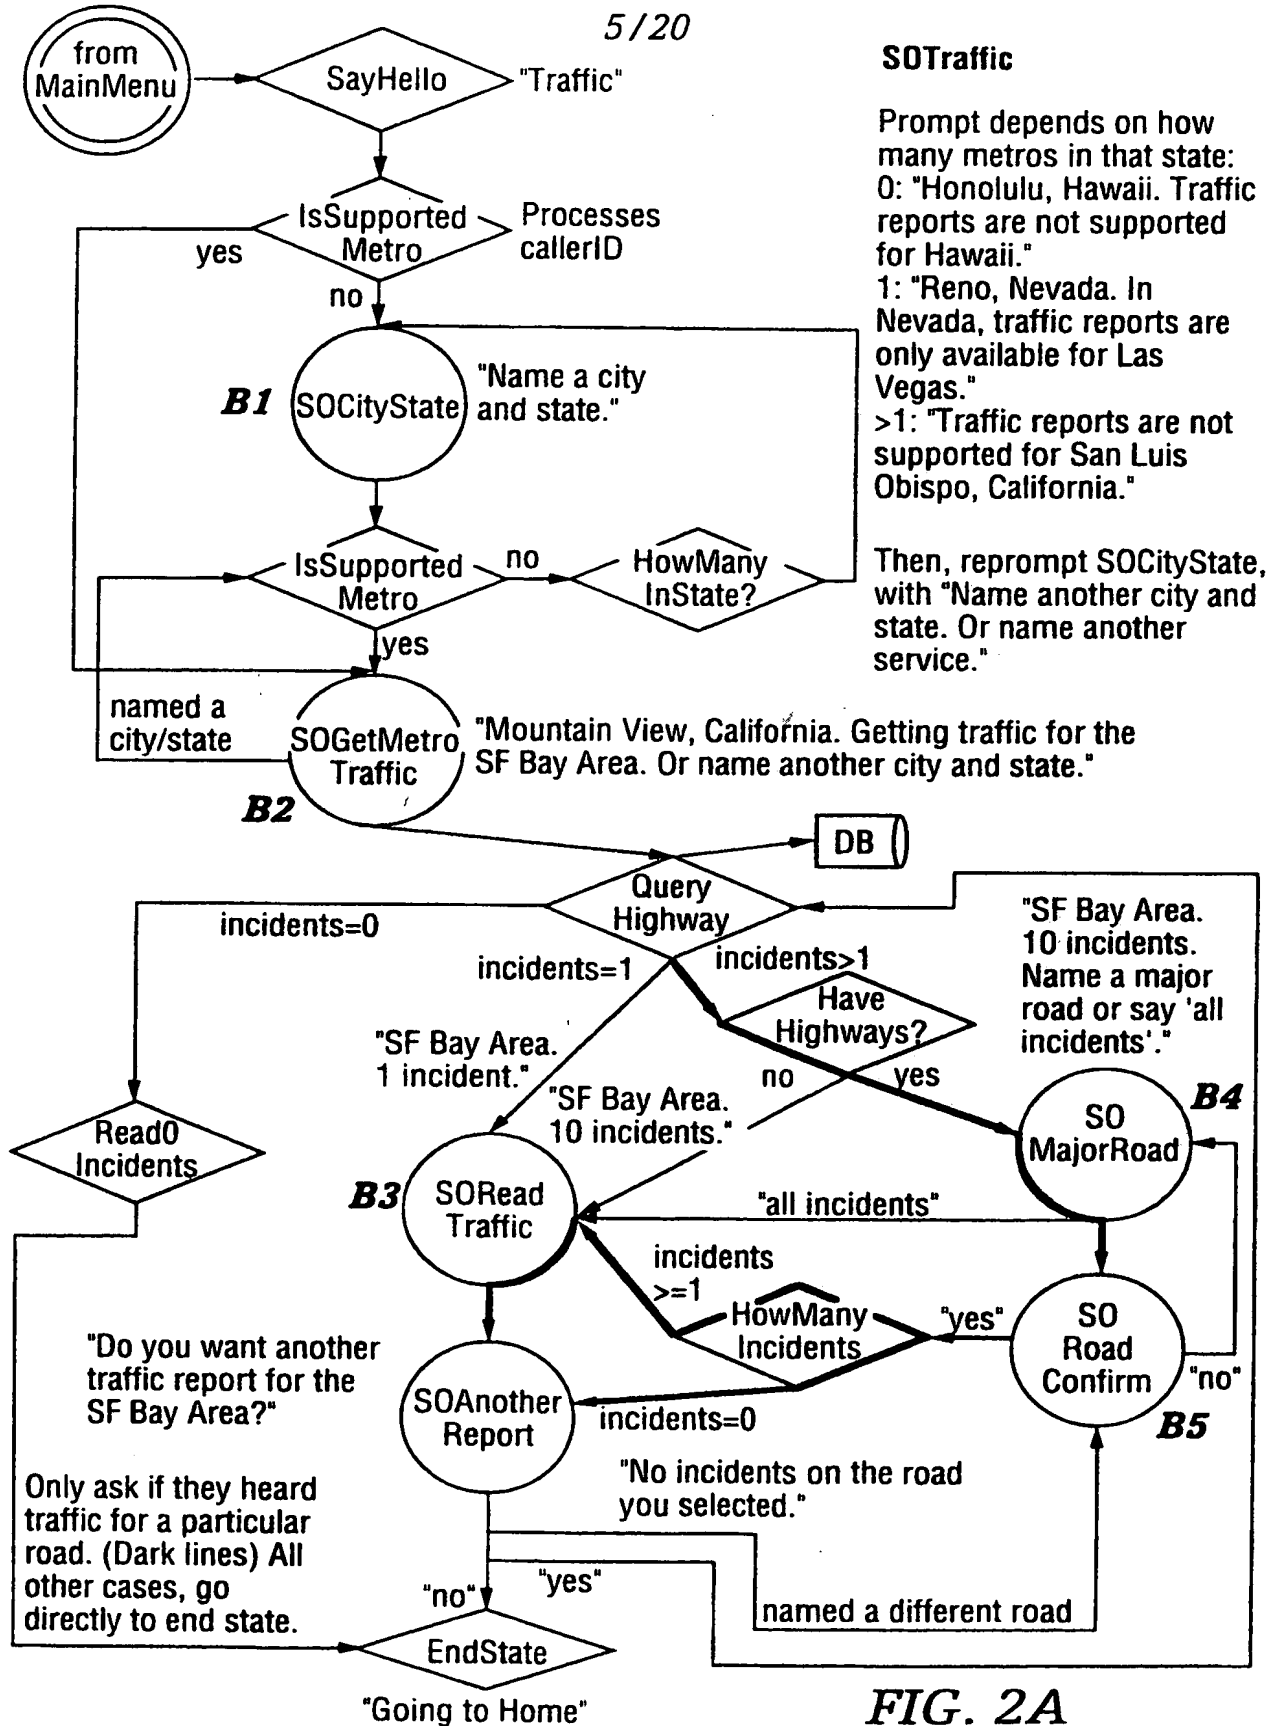 5/20
from
MainMenu
SayHello
"Traffic"
SOTraffic
Prompt depends on how
many metros in that state:
0: "Honolulu, Hawaii. Traffic
reports are not supported
for Hawaii."
1: "Reno, Nevada. In
Nevada, traffic reports are
only available for Las
Vegas."
>1: "Traffic reports are not
supported for San Luis
Obispo, California."
Then, reprompt SOCityState,
with "Name another city and
state. Or name another
service."
IsSupported
Metro
Processes
callerID
yes
no
B1
SOCityState
"Name a city
and state."
IsSupported
Metro
no
HowMany
InState?
yes
named a
city/state
SOGetMetro
Traffic
B2
"Mountain View, California. Getting traffic for the
SF Bay Area. Or name another city and state."
DB
Query
Highway
incidents=0
incidents=1
incidents>1
Have
Highways?
"SF Bay Area.
10 incidents.
Name a major
road or say 'all
incidents'."
"SF Bay Area.
1 incident."
no
yes
"SF Bay Area.
10 incidents."
B4
SO
MajorRoad
Read0
Incidents
B3
SORead
Traffic
"all incidents"
incidents
>=1
HowMany
Incidents
"yes"
SO
Road
Confirm
"no"
B5
"Do you want another
traffic report for the
SF Bay Area?"
SOAnother
Report
incidents=0
"No incidents on the road
you selected."
Only ask if they heard
traffic for a particular
road. (Dark lines) All
other cases, go
directly to end state.
"no"
"yes"
named a different road
EndState
"Going to Home"
FIG. 2A